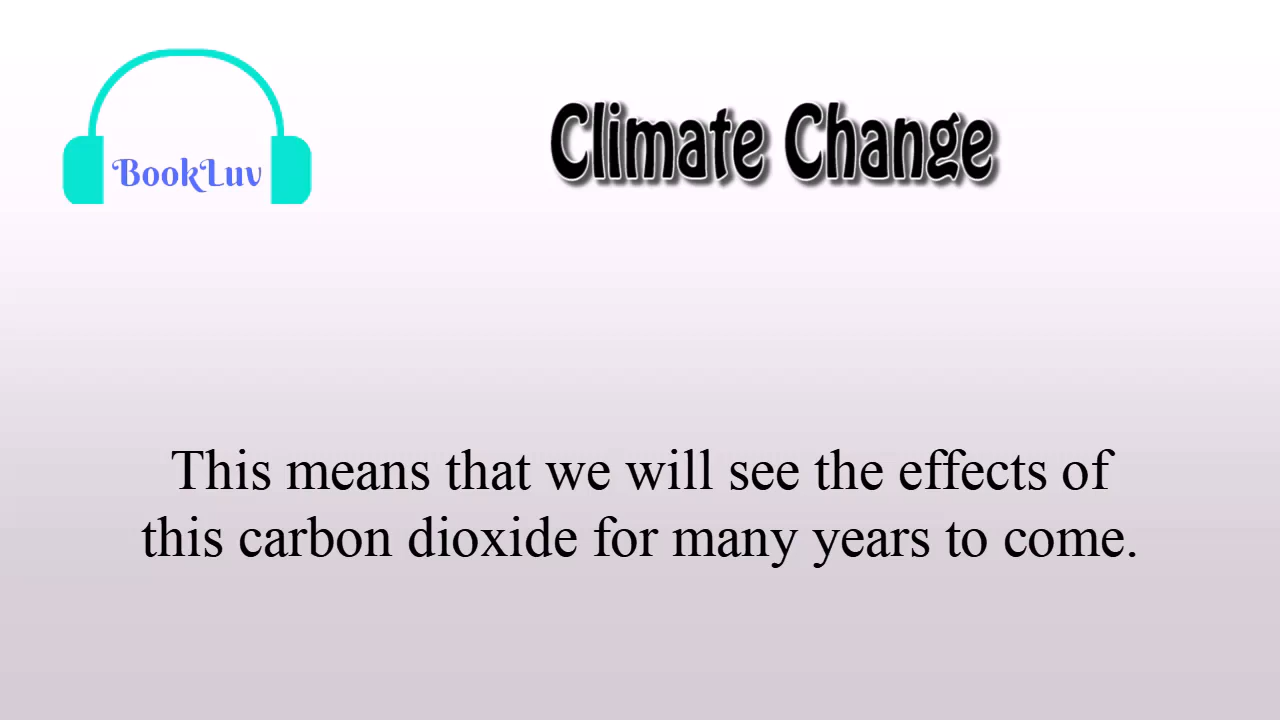 BookLuv
Climate Change
This means that we will see the effects of
this carbon dioxide for many years to come.